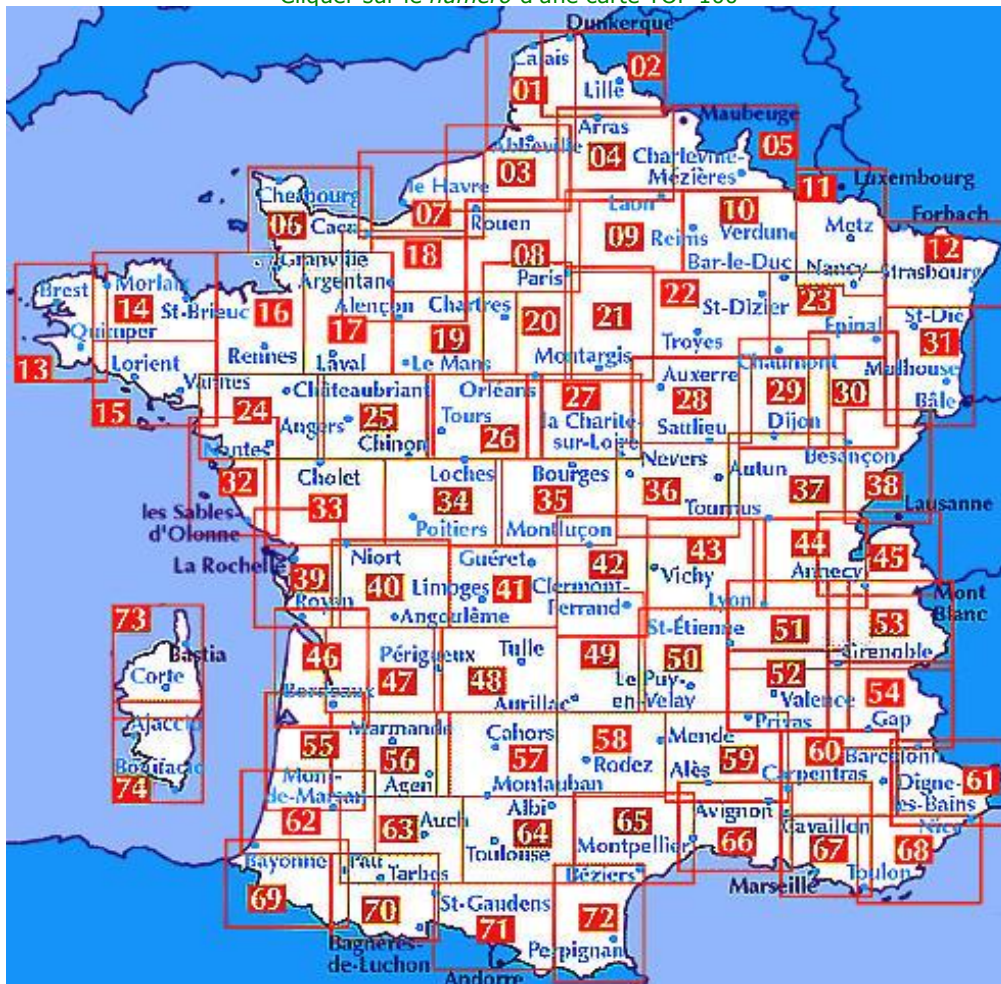 Cliquer sur le numéro d'une carte TOP 100
Dunkerque
Calais
02
01
Lille
Maubeuge
Arras
05
Abbeville
04
03
Charleville-
Mézières
11
Luxembourg
Cherbourg
le Havre
07
Rouen
Laon
10
Forbach
06
Caen
09
Reims
Verdun
Metz
12
Granville
18
08
Bar-le-Duc
Nancy
Strasbourg
Brest
Morlaix
Argentan
Paris
14
St-Brieuc
16
Alençon
Chartres
22
St-Dizier
23
17
19
20
21
St-Dié
Quimper
Troyes
Epinal
31
13
Lorient
Rennes
Laval
Le Mans
Montargis
Chaumont
Mulhouse
Vannes
Châteaubriant
Orléans
27
Auxerre
29
30
15
24
25
Tours
la Charité-
sur-Loire
28
Bâle
Angers
26
Saulieu
Dijon
Nantes
Chinon
Besançon
32
Cholet
Loches
Bourges
Nevers
Autun
38
33
34
35
36
37
les Sables-
d'Olonne
Poitiers
Montluçon
Tournus
Lausanne
La Rochelle
Niort
Guéret
42
43
44
45
39
40
Limoges
41
Clermont-
Ferrand
Vichy
Annecy
Royan
Angoulême
Lyon
Mont
Blanc
73
St-Étienne
51
53
Bastia
46
Périgueux
Tulle
49
50
Grenoble
Corte
47
48
Le Puy-
en-Velay
52
Valence
54
Bordeaux
Aurillac
Privas
Gap
Ajaccio
Marmande
Cahors
58
Mende
60
Barcelonn
55
56
57
Rodez
59
61
Bonifacio
Mont-
de-Marsan
Agen
Montauban
Alès
Carpentras
Digne-
les-Bains
74
62
63
Auch
Albi
64
65
Avignon
Cavaillon
Nice
Toulouse
Montpellier
66
67
68
Bayonne
Pau
Tarbes
Béziers
Marseille
Toulon
69
70
St-Gaudens
71
72
Bagnères-
de-Luchon
Perpignan
Andorre